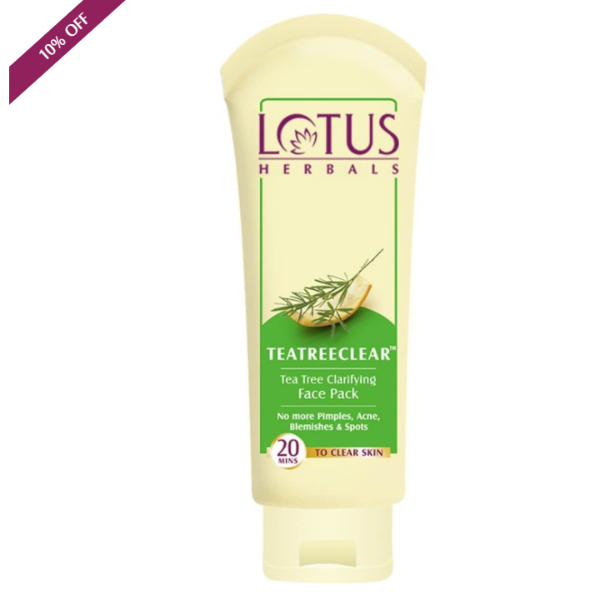 10% OFF
LOTUS
HERBALS
TEATREECLEAR™
Tea Tree Clarifying
Face Pack
No more Pimples, Acne,
Blemishes & Spots
20
MINS
TO CLEAR SKIN